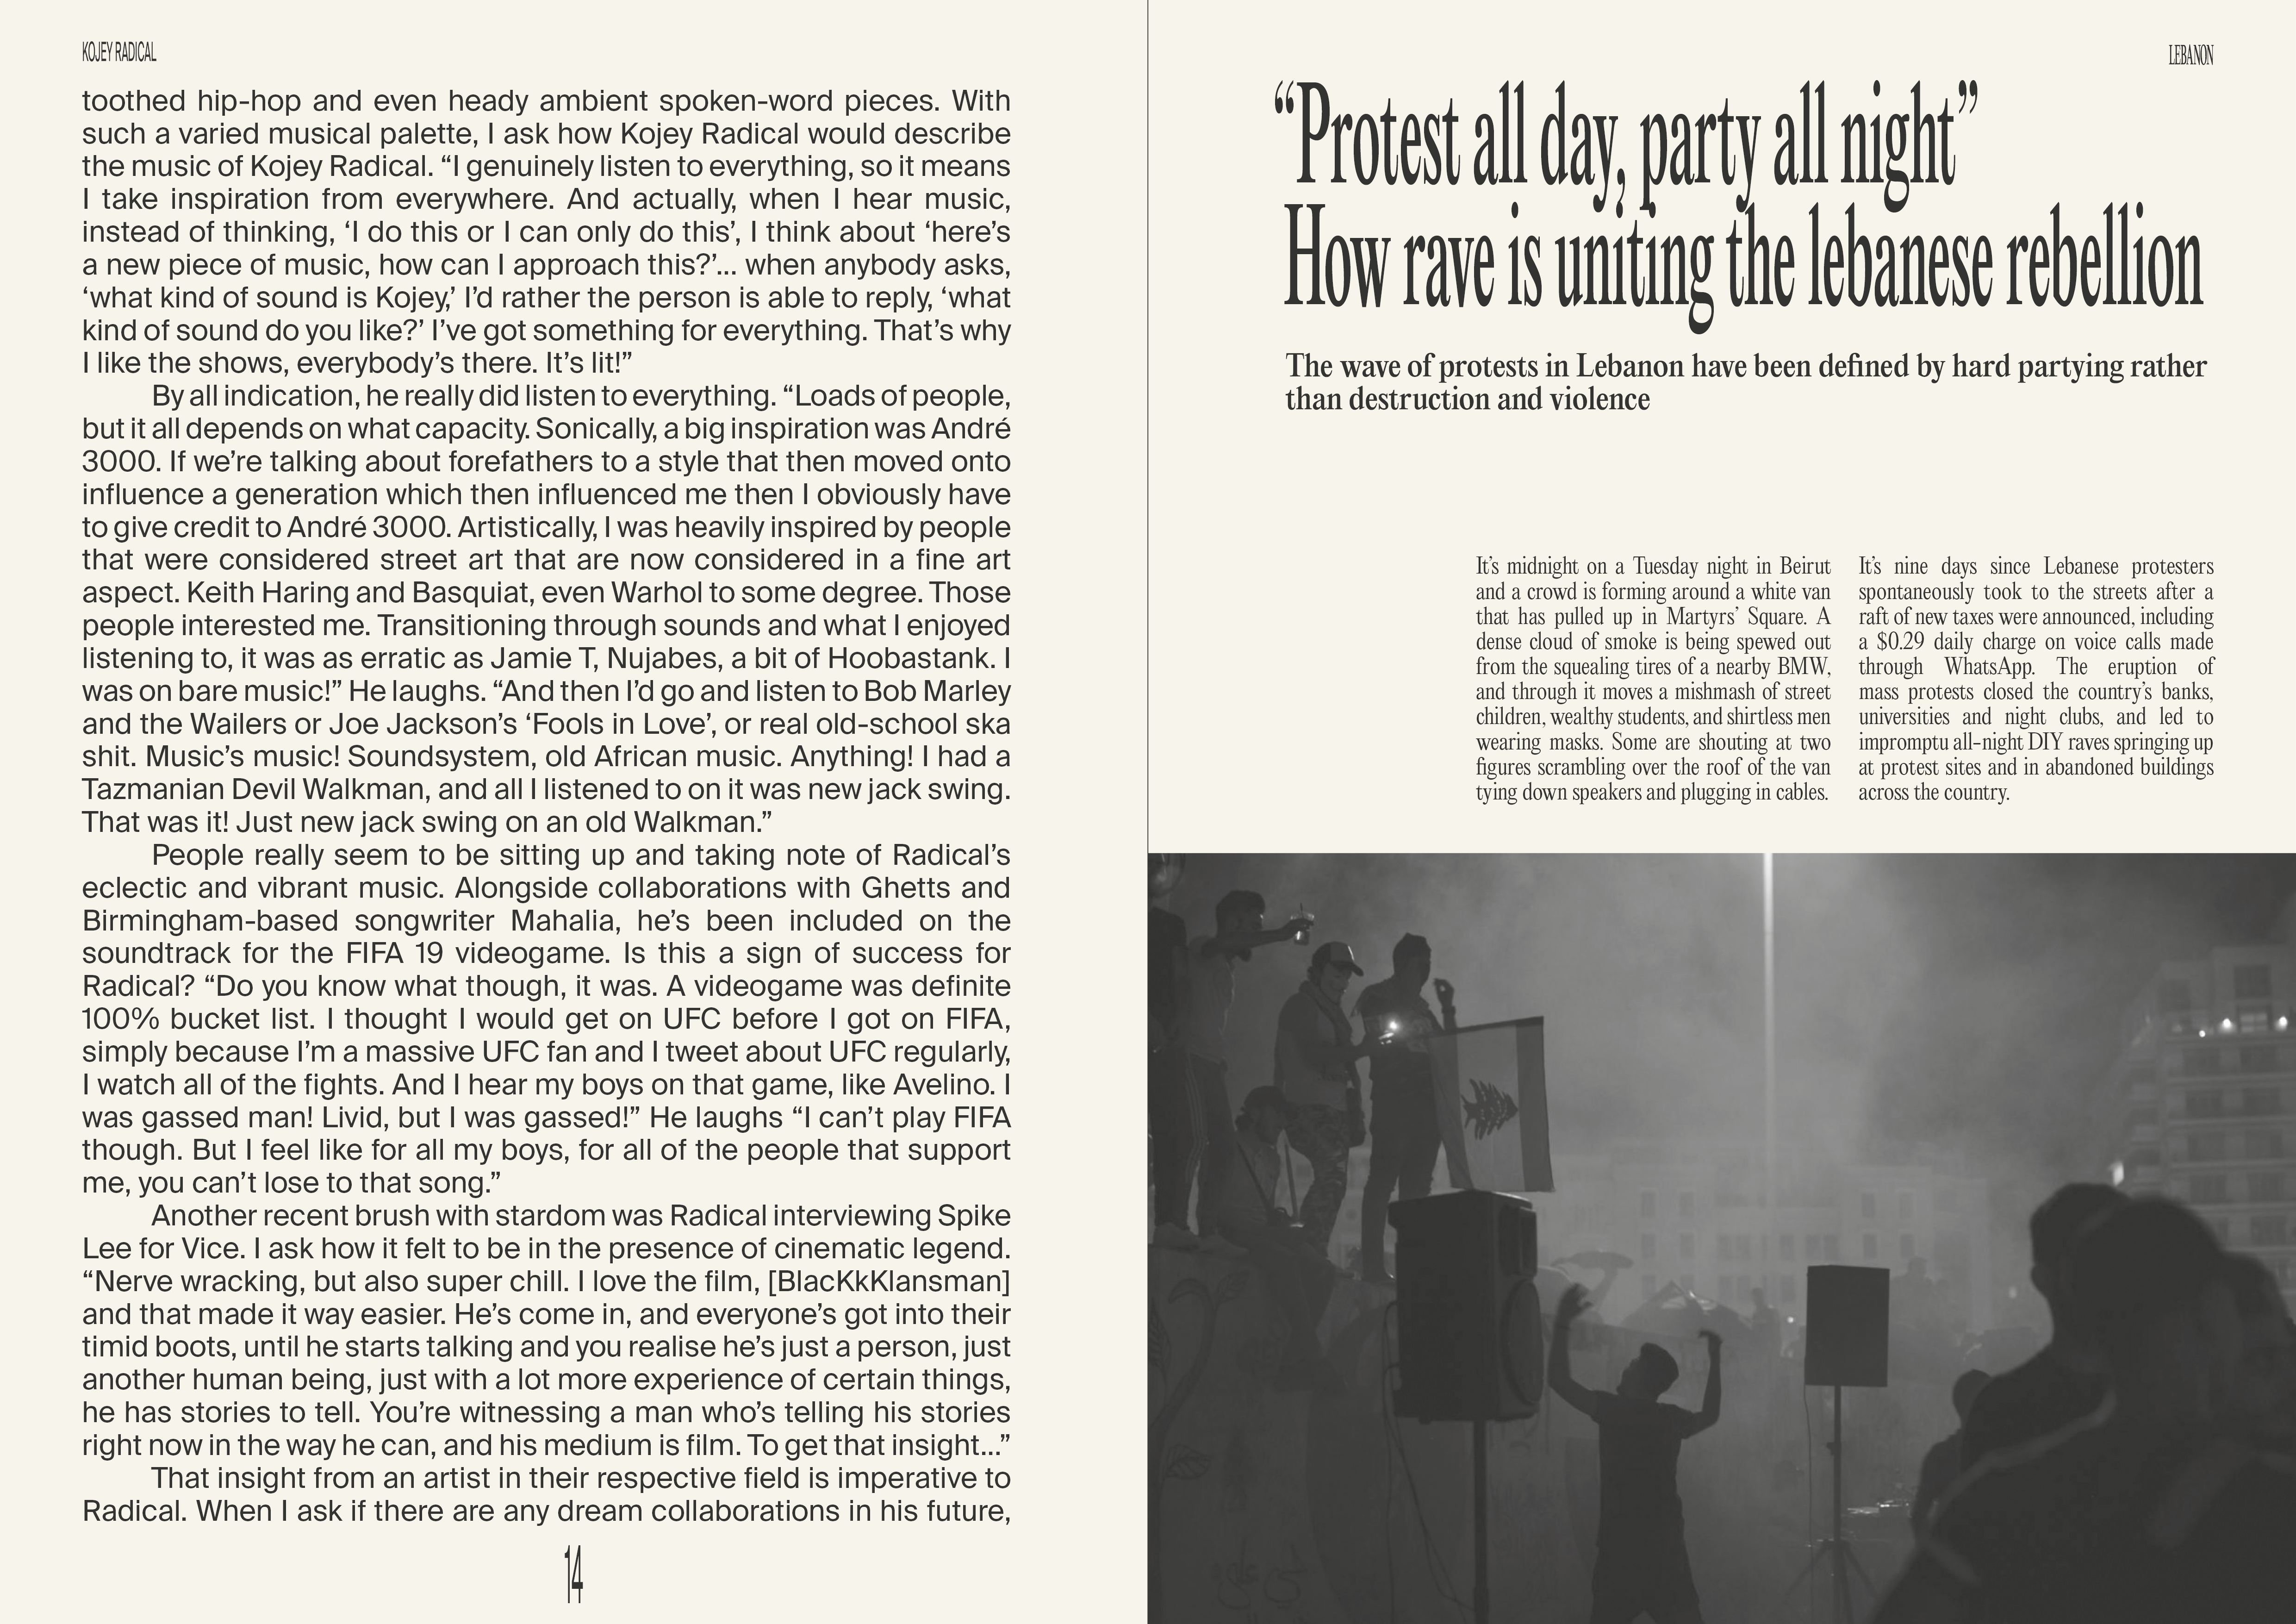 KOJEY RADICAL
toothed hip-hop and even heady ambient spoken-word pieces. With
such a varied musical palette, I ask how Kojey Radical would describe
the music of Kojey Radical. “I genuinely listen to everything, so it means
I take inspiration from everywhere. And actually, when I hear music,
instead of thinking, ‘I do this or I can only do this’, I think about ‘here’s
a new piece of music, how can I approach this?’... when anybody asks,
‘what kind of sound is Kojey,’ I’d rather the person is able to reply, ‘what
kind of sound do you like?’ I’ve got something for everything. That’s why
I like the shows, everybody’s there. It’s lit!”
By all indication, he really did listen to everything. “Loads of people,
but it all depends on what capacity. Sonically, a big inspiration was André
3000. If we’re talking about forefathers to a style that then moved onto
influence a generation which then influenced me then I obviously have
to give credit to André 3000. Artistically, I was heavily inspired by people
that were considered street art that are now considered in a fine art
aspect. Keith Haring and Basquiat, even Warhol to some degree. Those
people interested me. Transitioning through sounds and what I enjoyed
listening to, it was as erratic as Jamie T, Nujabes, a bit of Hoobastank. I
was on bare music!” He laughs. “And then I’d go and listen to Bob Marley
and the Wailers or Joe Jackson’s ‘Fools in Love’, or real old-school ska
shit. Music’s music! Soundsystem, old African music. Anything! I had a
Tazmanian Devil Walkman, and all I listened to on it was new jack swing.
That was it! Just new jack swing on an old Walkman.”
People really seem to be sitting up and taking note of Radical’s
eclectic and vibrant music. Alongside collaborations with Ghetts and
Birmingham-based songwriter Mahalia, he’s been included on the
soundtrack for the FIFA 19 videogame. Is this a sign of success for
Radical? “Do you know what though, it was. A videogame was definite
100% bucket list. I thought I would get on UFC before I got on FIFA,
simply because I’m a massive UFC fan and I tweet about UFC regularly,
I watch all of the fights. And I hear my boys on that game, like Avelino. I
was gassed man! Livid, but I was gassed!” He laughs “I can’t play FIFA
though. But I feel like for all my boys, for all of the people that support
me, you can’t lose to that song.”
Another recent brush with stardom was Radical interviewing Spike
Lee for Vice. I ask how it felt to be in the presence of cinematic legend.
“Nerve wracking, but also super chill. I love the film, [BlacKkKlansman]
and that made it way easier. He’s come in, and everyone’s got into their
timid boots, until he starts talking and you realise he’s just a person, just
another human being, just with a lot more experience of certain things,
he has stories to tell. You’re witnessing a man who’s telling his stories
right now in the way he can, and his medium is film. To get that insight...”
That insight from an artist in their respective field is imperative to
Radical. When I ask if there are any dream collaborations in his future,
14
LEBANON
“Protest all day, party all night”
How rave is uniting the lebanese rebellion
The wave of protests in Lebanon have been defined by hard partying rather
than destruction and violence
It’s midnight on a Tuesday night in Beirut
and a crowd is forming around a white van
that has pulled up in Martyrs’ Square. A
dense cloud of smoke is being spewed out
from the squealing tires of a nearby BMW,
and through it moves a mishmash of street
children, wealthy students, and shirtless men
wearing masks. Some are shouting at two
figures scrambling over the roof of the van
tying down speakers and plugging in cables.
It’s nine days since Lebanese protesters
spontaneously took to the streets after a
raft of new taxes were announced, including
a $0.29 daily charge on voice calls made
through WhatsApp. The eruption of
mass protests closed the country’s banks,
universities and night clubs, and led to
impromptu all-night DIY raves springing up
at protest sites and in abandoned buildings
across the country.